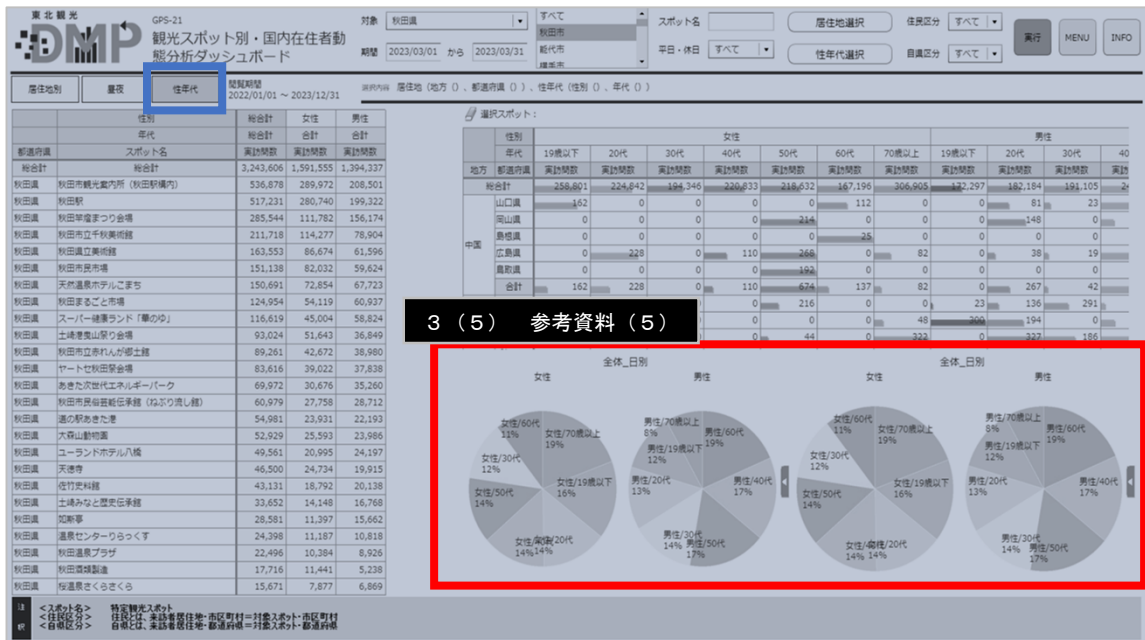 東北観光
DMP
GPS-21
観光スポット別・国内在住者動
態分析ダッシュボード
対象 秋田県
期間 2023/03/01 から 2023/03/31
すべて
秋田市
能代市
横手市
スポット名
平日・休日 すべて
居住地選択
性年代選択
住民区分 すべて
自県区分 すべて
実行 MENU INFO
居住地別 昼夜 性年代
閲覧期間
2022/01/01 ～ 2023/12/31
選択内容 居住地（地方（）、都道府県（）、性年代（性別（）、年代（）
性別 総合計 女性 男性
年代 合計 合計
都道府県 スポット名 実訪問数 実訪問数 実訪問数
総合計 総合計 3,243,606 1,591,555 1,394,337
秋田県 秋田市観光案内所（秋田駅構内） 536,878 289,972 208,501
秋田県 秋田駅 517,231 280,740 199,322
秋田県 秋田竿燈まつり会場 285,544 111,782 156,174
秋田県 秋田市立千秋美術館 211,718 114,277 78,904
秋田県 秋田県立美術館 163,553 86,674 61,596
秋田県 秋田市民市場 151,138 82,032 59,624
秋田県 天然温泉ホテルこまち 150,691 72,854 67,723
秋田県 秋田まるごと市場 124,954 54,119 60,937
秋田県 スーパー健康ランド「華のゆ」 116,619 45,004 58,824
秋田県 土崎港曳山祭り会場 93,024 51,643 36,849
秋田県 秋田市立赤れんが郷土館 89,261 42,672 38,980
秋田県 ヤートセ秋田祭会場 83,616 39,022 37,838
秋田県 あきた次世代エネルギーパーク 69,972 30,676 35,260
秋田県 秋田市民俗芸能伝承館（ねぶり流し館） 60,979 27,758 28,712
秋田県 道の駅あきた港 54,981 23,931 22,193
秋田県 大森山動物園 52,929 25,593 23,986
秋田県 ユーランドホテル八橋 49,561 20,995 24,197
秋田県 天徳寺 46,500 24,734 19,915
秋田県 佐竹史料館 43,131 18,792 20,138
秋田県 土崎みなと歴史伝承館 33,652 14,148 16,768
秋田県 如斯亭 28,581 11,397 15,662
秋田県 温泉センターりらっくす 24,398 11,187 10,818
秋田県 秋田温泉プラザ 22,496 10,384 8,926
秋田県 秋田酒類製造 17,716 11,441 5,238
秋田県 桜温泉さくらさくら 15,671 7,877 6,869
選択スポット：
性別 女性 男性
年代 19歳以下 20代 30代 40代 50代 60代 70歳以上 19歳以下 20代 30代 40
地方 都道府県 実訪問数 実訪問数 実訪問数 実訪問数 実訪問数 実訪問数 実訪問数 実訪問数 実訪問数 実訪問数 実訪
総合計 258,801 224,842 194,346 220,833 218,632 167,196 306,905 172,297 182,184 191,105 24
中国
山口県 162 0 0 0 0 112 0 0 81 23
岡山県 0 0 0 0 214 0 0 0 148 0
島根県 0 0 0 0 0 25 0 0 0 0
広島県 0 228 0 110 268 0 82 0 38 19
鳥取県 0 0 0 0 192 0 0 0 0 0
合計 162 228 0 110 674 137 82 0 267 42
0 216 0 0 23 136 291
0 0 0 48 300 194 0
0 44 0 322 0 327 186
３（５） 参考資料（５）
全体_日別
女性 男性
女性/60代
11%
女性/70歳以上
19%
女性/30代
12%
女性/19歳以下
16%
女性/50代
14%
女性/20代
14%
14%
男性/70歳以上
8%
男性/60代
19%
男性/19歳以下
12%
男性/20代
13%
男性/40代
17%
男性/30代
14%
男性/50代
17%
全体_日別
女性 男性
女性/60代
11%
女性/70歳以上
19%
女性/30代
12%
女性/19歳以下
16%
女性/50代
14%
女性/20代
14%
14%
男性/70歳以上
8%
男性/60代
19%
男性/19歳以下
12%
男性/20代
13%
男性/40代
17%
男性/30代
14%
男性/50代
17%
注
釈
＜スポット名＞ 特定観光スポット
＜住民区分＞ 住民とは、来訪者居住地・市区町村＝対象スポット・市区町村
＜自県区分＞ 自県とは、来訪者居住地・都道府県＝対象スポット・都道府県